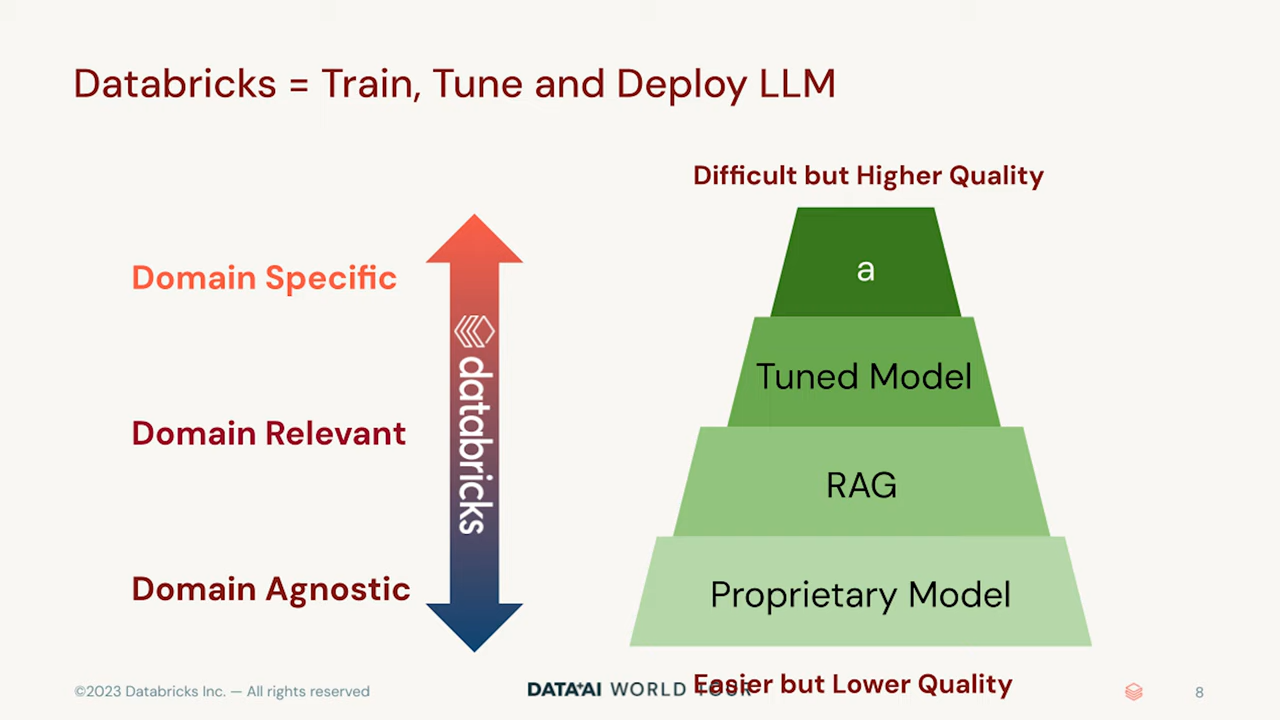 Databricks = Train, Tune and Deploy LLM
Difficult but Higher Quality
Domain Specific
Domain Relevant
Domain Agnostic
databricks
a
Tuned Model
RAG
Proprietary Model
Easier but Lower Quality
©2023 Databricks Inc. — All rights reserved
DATA+AI WORLD TOUR
8